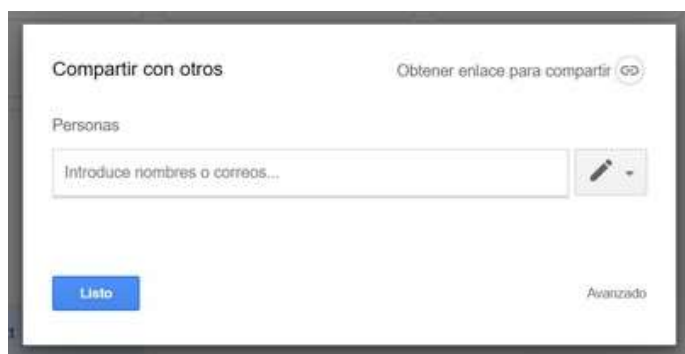 Compartir con otros
Obtener enlace para compartir
Personas
Introduce nombres o correos...
Listo
Avanzado